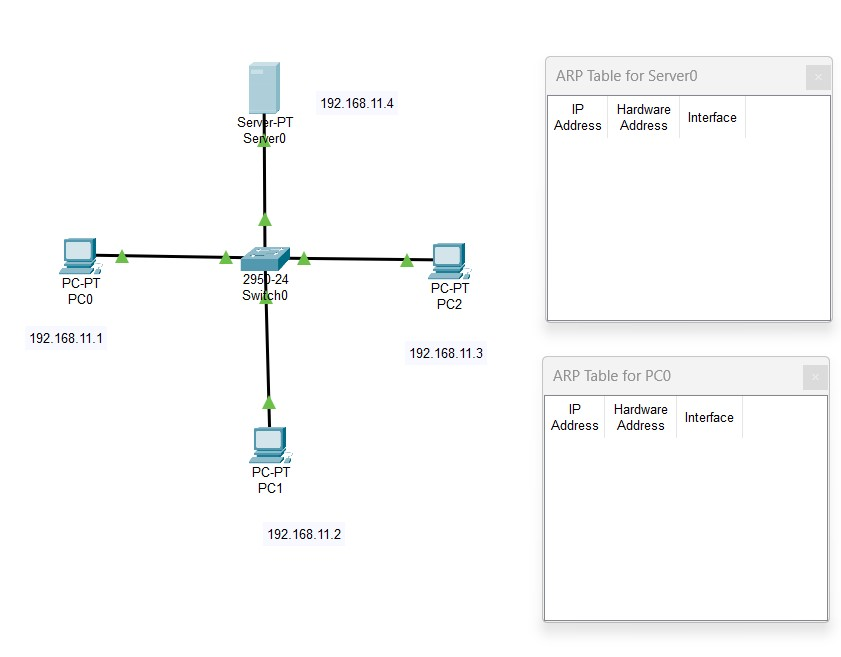 Server-PT
Server0
192.168.11.4
PC-PT
PC0
192.168.11.1
2950-24
Switch0
PC-PT
PC2
192.168.11.3
PC-PT
PC1
192.168.11.2
ARP Table for Server0
IP
Address
Hardware
Address
Interface
ARP Table for PC0
IP
Address
Hardware
Address
Interface